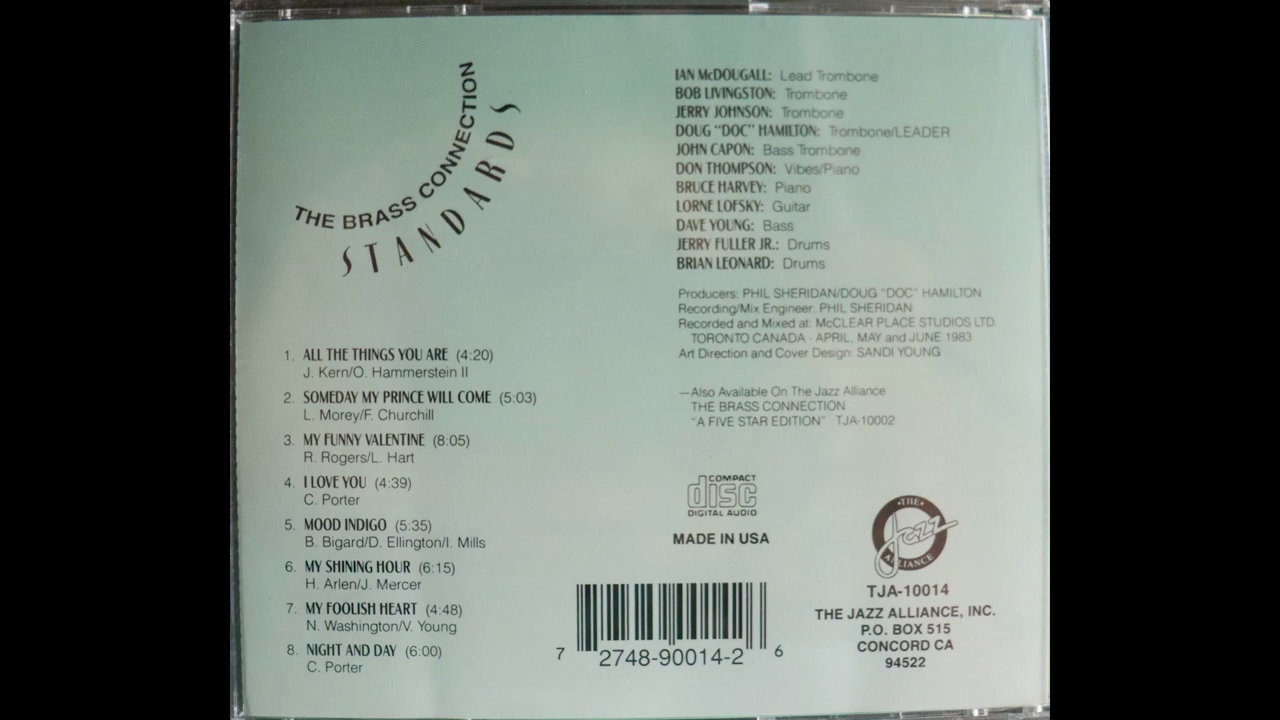 THE BRASS CONNECTION
STANDARDS
1. ALL THE THINGS YOU ARE (4:20)
J. Kern/O. Hammerstein II
2. SOMEDAY MY PRINCE WILL COME (5:03)
L. Morey/F. Churchill
3. MY FUNNY VALENTINE (8:05)
R. Rogers/L. Hart
4. I LOVE YOU (4:39)
C. Porter
5. MOOD INDIGO (5:35)
B. Bigard/D. Ellington/I. Mills
6. MY SHINING HOUR (6:15)
H. Arlen/J. Mercer
7. MY FOOLISH HEART (4:48)
N. Washington/V. Young
8. NIGHT AND DAY (6:00)
C. Porter
IAN McDOUGALL: Lead Trombone
BOB LIVINGSTON: Trombone
JERRY JOHNSON: Trombone
DOUG "DOC" HAMILTON: Trombone/LEADER
JOHN CAPON: Bass Trombone
DON THOMPSON: Vibes/Piano
BRUCE HARVEY: Piano
LORNE LOFSKY: Guitar
DAVE YOUNG: Bass
JERRY FULLER JR.: Drums
BRIAN LEONARD: Drums
Producers: PHIL SHERIDAN/DOUG "DOC" HAMILTON
Recording/Mix Engineer: PHIL SHERIDAN
Recorded and Mixed at: McCLEAR PLACE STUDIOS LTD.
TORONTO CANADA - APRIL, MAY and JUNE 1983
Art Direction and Cover Design: SANDI YOUNG
—Also Available On The Jazz Alliance
THE BRASS CONNECTION
"A FIVE STAR EDITION" TJA-10002
COMPACT
disc
DIGITAL AUDIO
MADE IN USA
7 2748-90014-2 6
THE
Jazz
ALLIANCE
TJA-10014
THE JAZZ ALLIANCE, INC.
P.O. BOX 515
CONCORD CA
94522